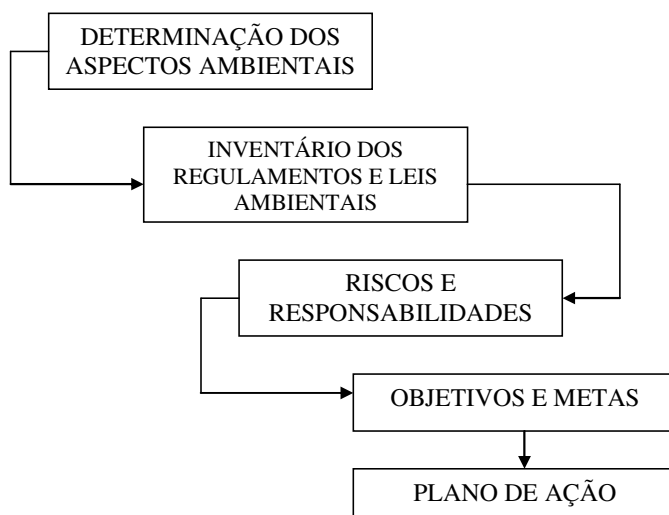 DETERMINAÇÃO DOS
ASPECTOS AMBIENTAIS
INVENTÁRIO DOS
REGULAMENTOS E LEIS
AMBIENTAIS
RISCOS E
RESPONSABILIDADES
OBJETIVOS E METAS
PLANO DE AÇÃO